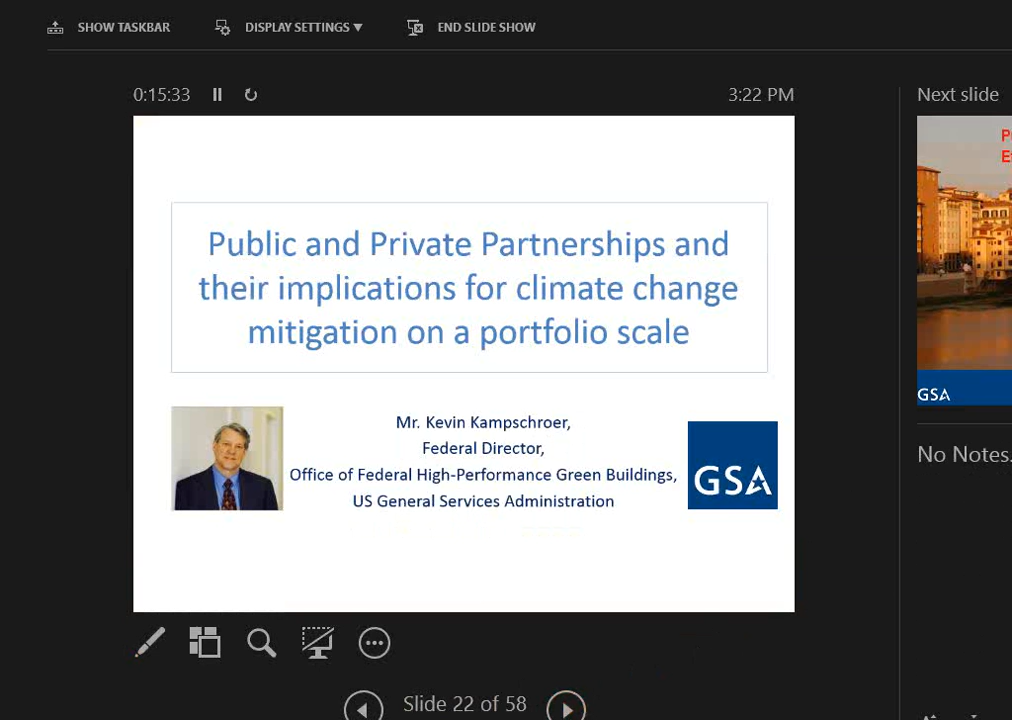 SHOW TASKBAR
DISPLAY SETTINGS ▼
END SLIDE SHOW
0:15:33
3:22 PM
Next slide
Public and Private Partnerships and
their implications for climate change
mitigation on a portfolio scale
Mr. Kevin Kampschroer,
Federal Director,
Office of Federal High-Performance Green Buildings,
US General Services Administration
GSA
GSA
No Notes.
Slide 22 of 58